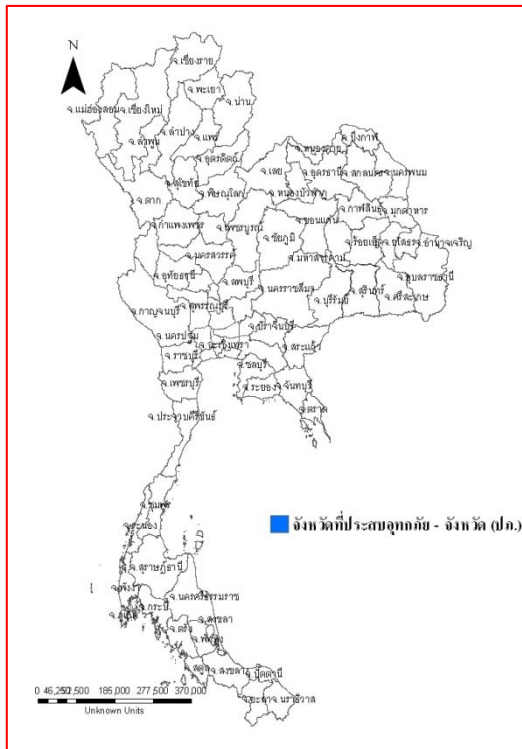 N
จ.เชียงราย
จ.พะเยา
จ.แม่ฮ่องสอน จ.เชียงใหม่ จ.น่าน
จ.ลำปาง จ.แพร่
จ.ลำพูน
จ.บึงกาฬ
จ.หนองคาย
จ.อุตรดิตถ์
จ.เลย จ.อุดรธานี จ.สกลนคร จ.นครพนม
จ.สุโขทัย
จ.พิษณุโลก จ.หนองบัวลำภู
จ.ตาก
จ.กาฬสินธุ์ จ.มุกดาหาร
จ.กำแพงเพชร จ.เพชรบูรณ์ จ.ขอนแก่น
จ.ชัยภูมิ จ.ร้อยเอ็ด จ.ยโสธร จ.อำนาจเจริญ
จ.นครสวรรค์ จ.มหาสารคาม
จ.อุทัยธานี จ.ลพบุรี จ.อุบลราชธานี
จ.นครราชสีมา จ.สุรินทร์
จ.สุพรรณบุรี จ.บุรีรัมย์ จ.ศรีสะเกษ
จ.กาญจนบุรี
จ.ปราจีนบุรี
จ.นครปฐม จ.ฉะเชิงเทรา จ.สระแก้ว
จ.ราชบุรี
จ.ชลบุรี
จ.เพชรบุรี จ.ระยอง จ.จันทบุรี
จ.ตราด
จ.ประจวบคีรีขันธ์
จ.ชุมพร
จ.ระนอง
จังหวัดที่ประสบอุทกภัย - จังหวัด (ปภ.)
จ.สุราษฎร์ธานี
จ.พังงา
จ.นครศรีธรรมราช
จ.กระบี่
จ.ภูเก็ต จ.สงขลา
จ.ตรัง
จ.พัทลุง
จ.สตูล จ.สงขลา จ.ปัตตานี
จ.ยะลา จ.นราธิวาส
0 46,250 92,500 185,000 277,500 370,000
Unknown Units